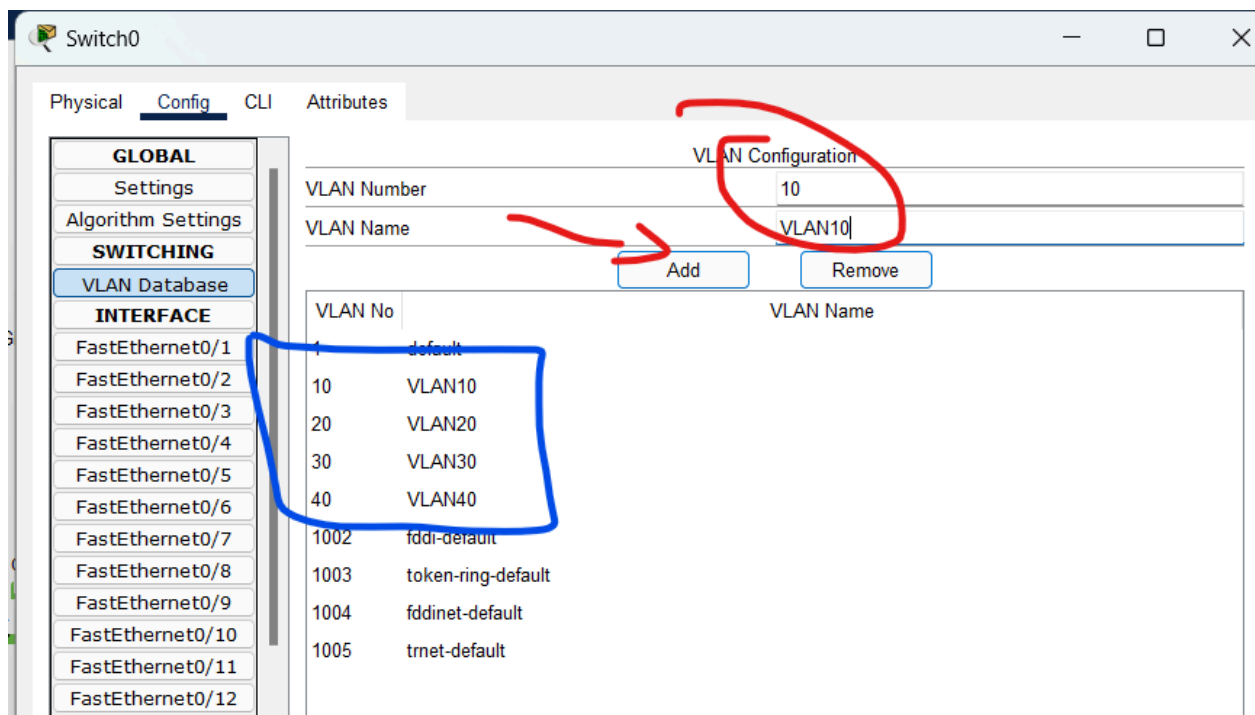 Switch0
Physical Config CLI Attributes
GLOBAL
Settings
Algorithm Settings
SWITCHING
VLAN Database
INTERFACE
FastEthernet0/1
FastEthernet0/2
FastEthernet0/3
FastEthernet0/4
FastEthernet0/5
FastEthernet0/6
FastEthernet0/7
FastEthernet0/8
FastEthernet0/9
FastEthernet0/10
FastEthernet0/11
FastEthernet0/12
VLAN Configuration
VLAN Number 10
VLAN Name VLAN10
Add Remove
VLAN No VLAN Name
1 default
10 VLAN10
20 VLAN20
30 VLAN30
40 VLAN40
1002 fddi-default
1003 token-ring-default
1004 fddinet-default
1005 trnet-default